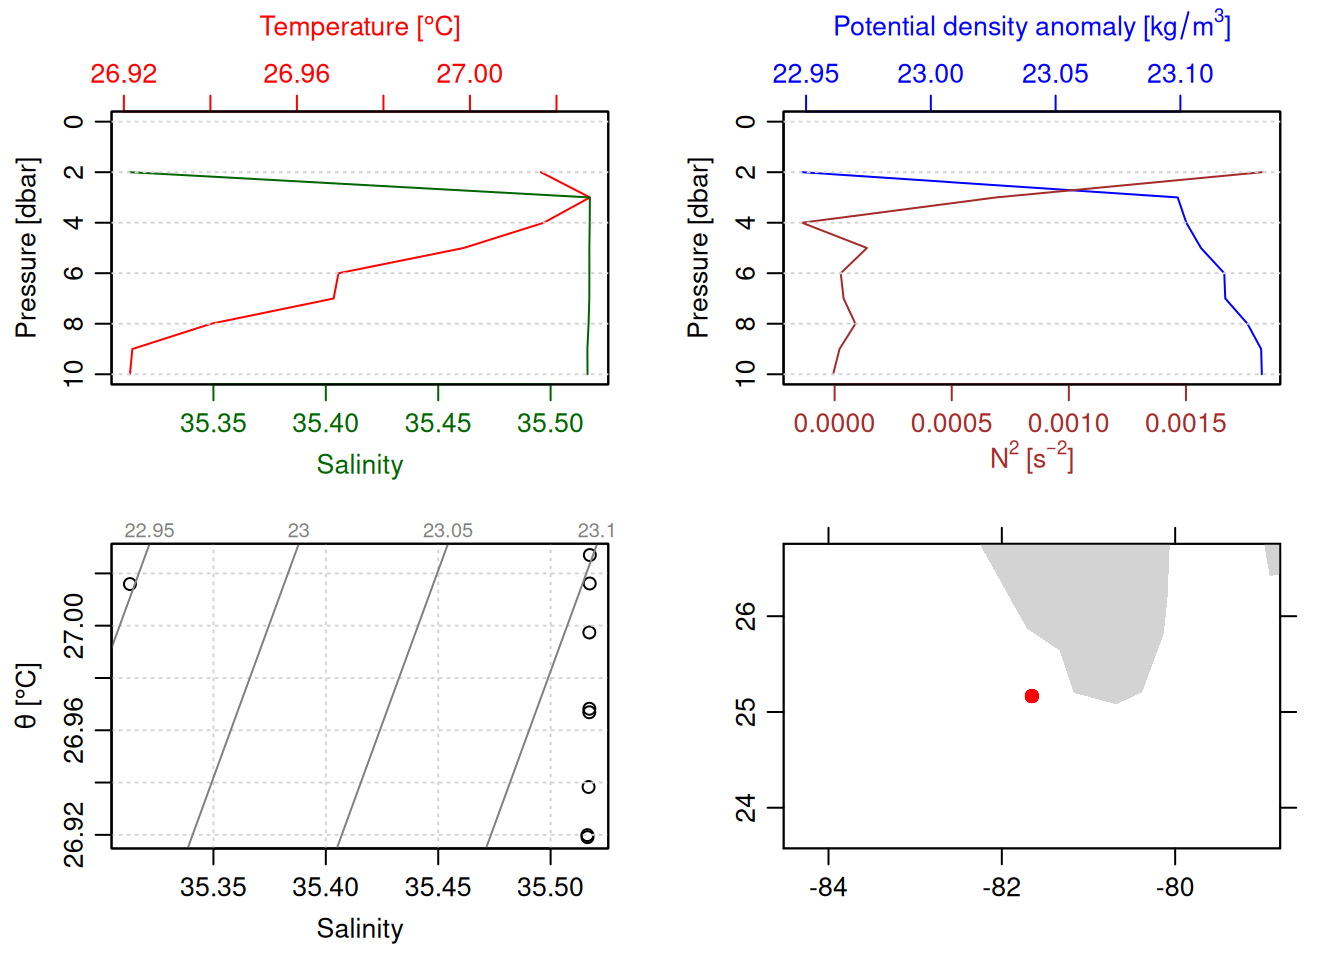 Temperature [°C]
26.92 26.96 27.00
Pressure [dbar]
0 2 4 6 8 10
35.35 35.40 35.45 35.50
Salinity
Potential density anomaly [kg/m³]
22.95 23.00 23.05 23.10
Pressure [dbar]
0 2 4 6 8 10
0.0000 0.0005 0.0010 0.0015
N² [s⁻²]
22.95 23 23.05 23.1
θ [°C]
27.00 26.96 26.92
35.35 35.40 35.45 35.50
Salinity
26 25 24
-84 -82 -80